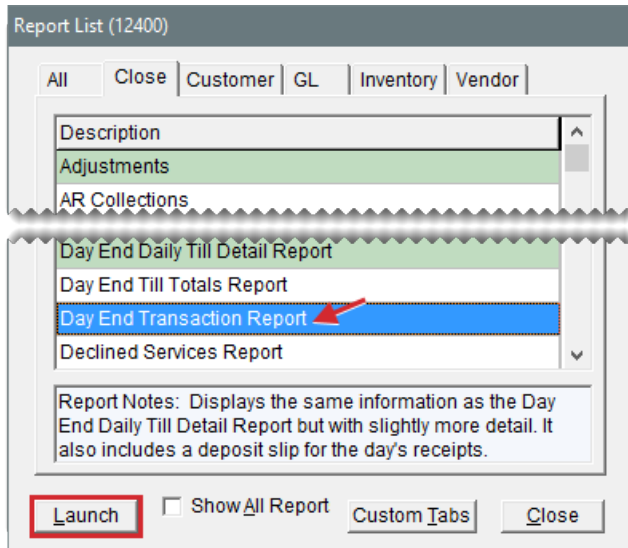 Report List (12400)
All Close Customer GL Inventory Vendor
Description
Adjustments
AR Collections
Day End Daily Till Detail Report
Day End Till Totals Report
Day End Transaction Report
Declined Services Report
Report Notes: Displays the same information as the Day
End Daily Till Detail Report but with slightly more detail. It
also includes a deposit slip for the day's receipts.
Launch Show All Report Custom Tabs Close